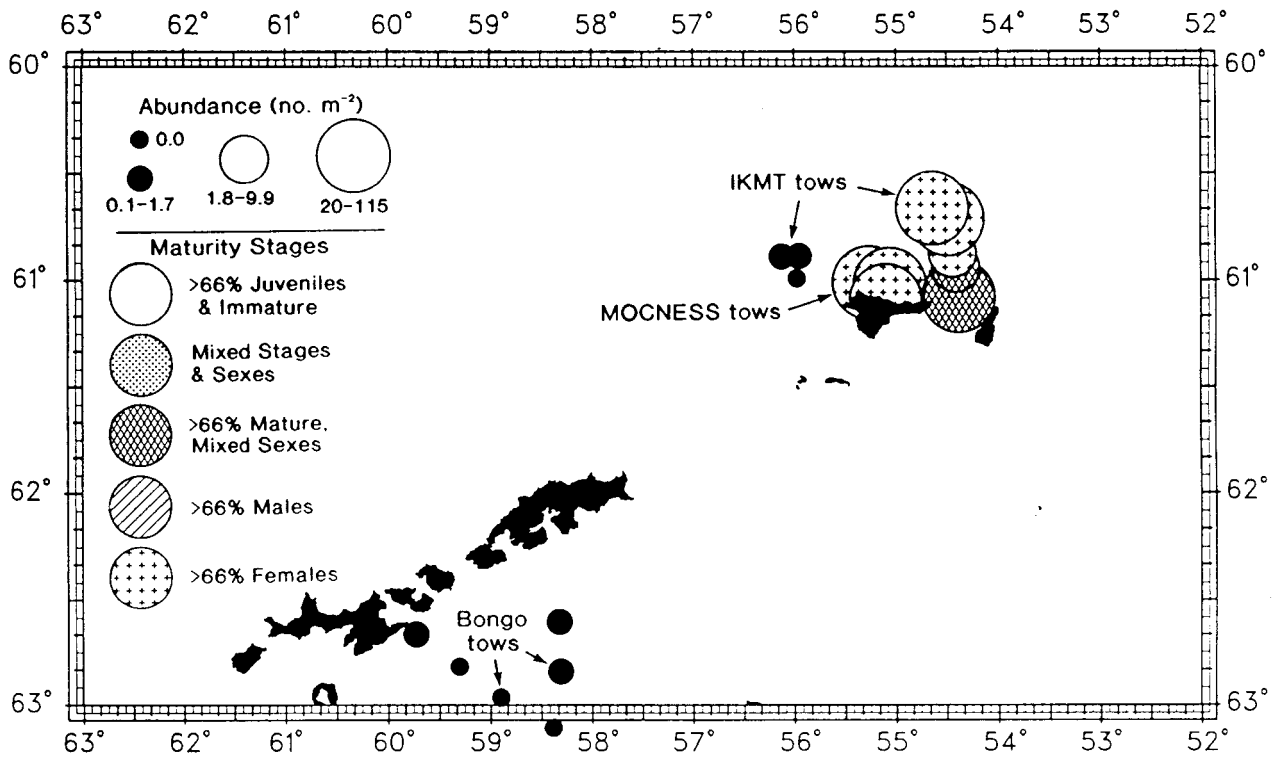 63° 62° 61° 60° 59° 58° 57° 56° 55° 54° 53° 52°
60° 60°
Abundance (no. m⁻²)
0.0
0.1–1.7 1.8–9.9 20–115
Maturity Stages
>66% Juveniles
& Immature
Mixed Stages
& Sexes
>66% Mature,
Mixed Sexes
>66% Males
>66% Females
IKMT tows
MOCNESS tows
61° 61°
62° 62°
Bongo
tows
63° 63°
63° 62° 61° 60° 59° 58° 57° 56° 55° 54° 53° 52°